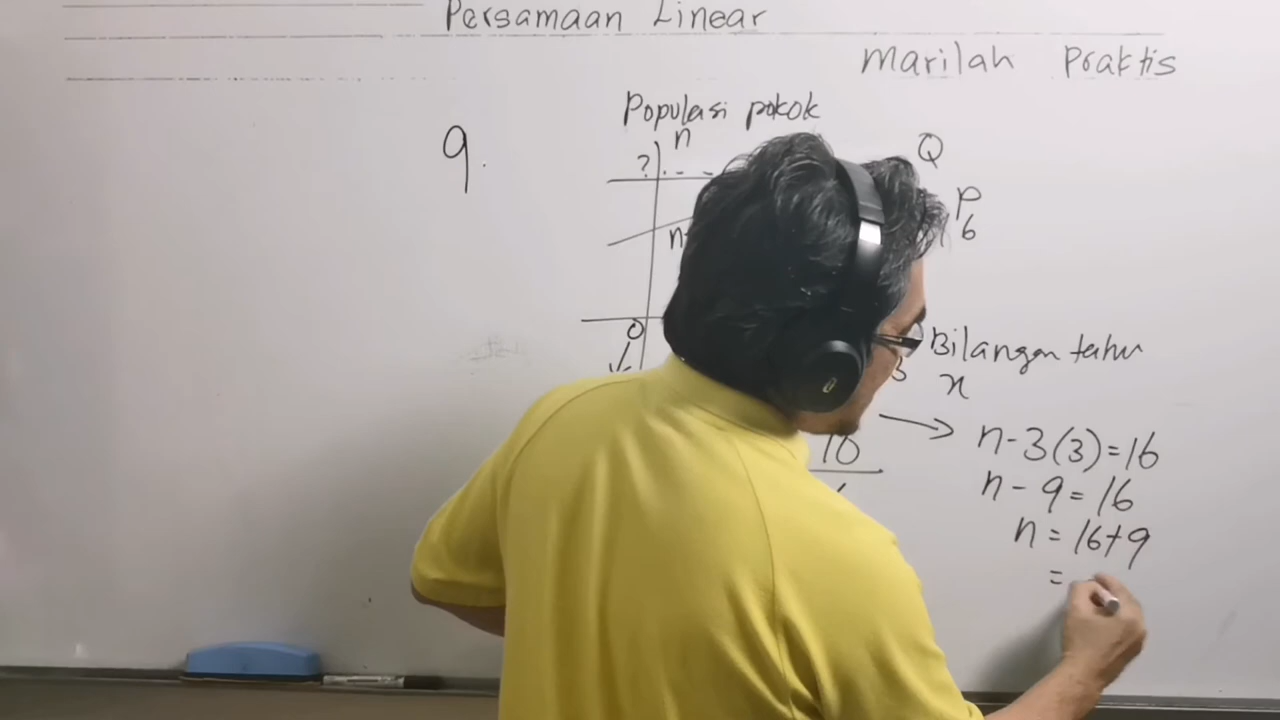 Persamaan Linear
Marilah Praktis
9.
Populasi pokok
n
?
Q
P
6
n
0
3
Bilangan tahun
x
n-3(3)=16
10
n-9=16
n=16+9
=